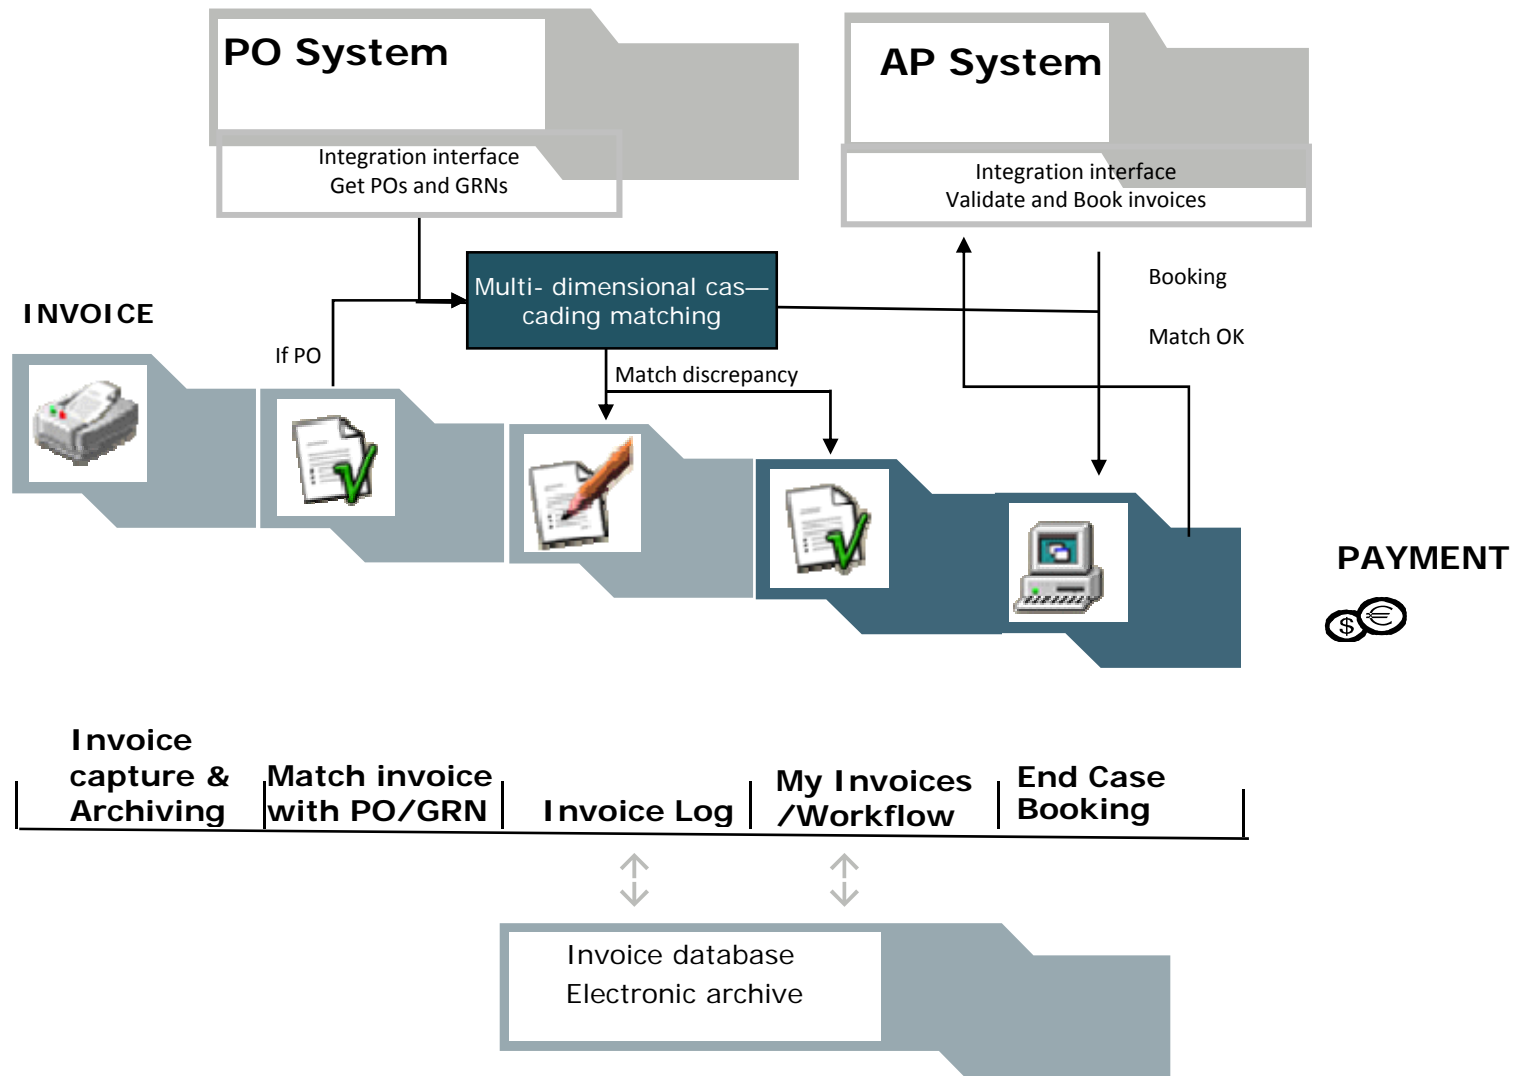 PO System
AP System
Integration interface
Get POs and GRNs
Integration interface
Validate and Book invoices
Multi- dimensional cas—
cading matching
Booking
INVOICE
If PO
Match OK
Match discrepancy
PAYMENT
$ €
Invoice
capture &
Archiving
Match invoice
with PO/GRN
Invoice Log
My Invoices
/Workflow
End Case
Booking
Invoice database
Electronic archive